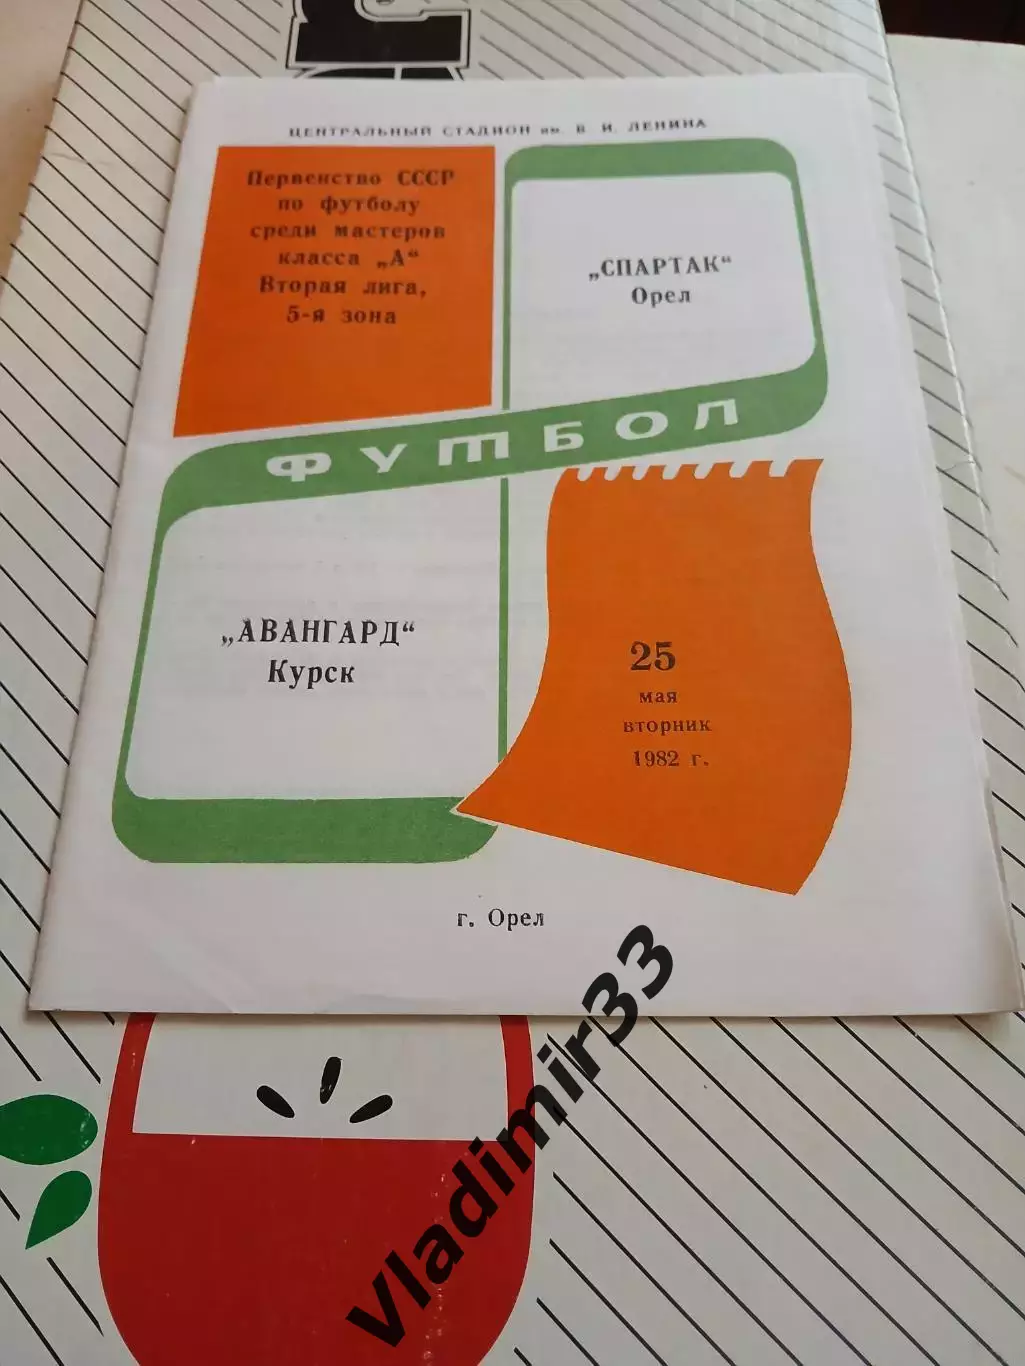 ЦЕНТРАЛЬНЫЙ СТАДИОН им. В. И. ЛЕНИНА
Первенство СССР
по футболу
среди мастеров
класса „А“
Вторая лига,
5-я зона
„СПАРТАК“
Орел
ФУТБОЛ
„АВАНГАРД“
Курск
25
мая
вторник
1982 г.
г. Орел
Vladimir33